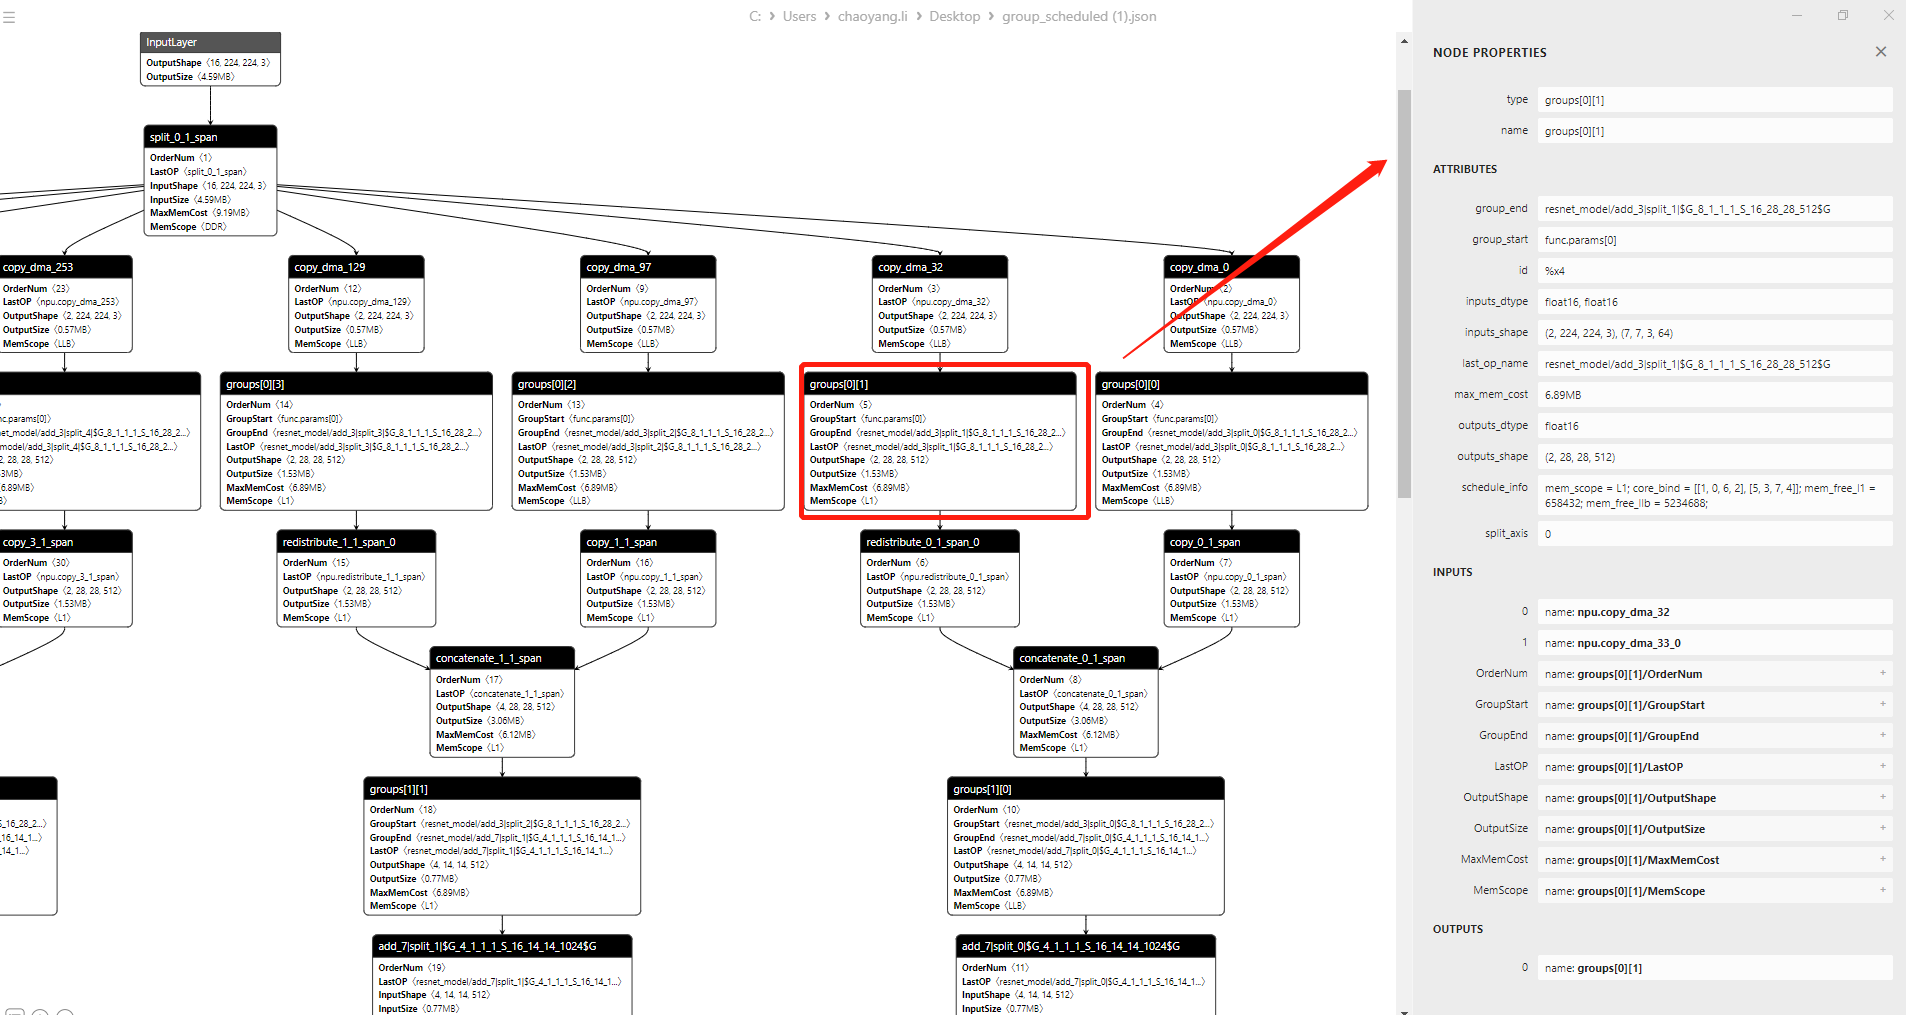 C: > Users > chaoyang.li > Desktop > group_scheduled (1).json
InputLayer
OutputShape 〈16, 224, 224, 3〉
OutputSize 〈4.59MB〉
split_0_1_span
OrderNum 〈1〉
LastOP 〈split_0_1_span〉
InputShape 〈16, 224, 224, 3〉
InputSize 〈4.59MB〉
MaxMemCost 〈9.19MB〉
MemScope 〈DDR〉
copy_dma_253
OrderNum 〈23〉
LastOP 〈npu.copy_dma_253〉
OutputShape 〈2, 224, 224, 3〉
OutputSize 〈0.57MB〉
MemScope 〈LLB〉
copy_dma_129
OrderNum 〈12〉
LastOP 〈npu.copy_dma_129〉
OutputShape 〈2, 224, 224, 3〉
OutputSize 〈0.57MB〉
MemScope 〈LLB〉
copy_dma_97
OrderNum 〈9〉
LastOP 〈npu.copy_dma_97〉
OutputShape 〈2, 224, 224, 3〉
OutputSize 〈0.57MB〉
MemScope 〈LLB〉
copy_dma_32
OrderNum 〈3〉
LastOP 〈npu.copy_dma_32〉
OutputShape 〈2, 224, 224, 3〉
OutputSize 〈0.57MB〉
MemScope 〈LLB〉
copy_dma_0
OrderNum 〈2〉
LastOP 〈npu.copy_dma_0〉
OutputShape 〈2, 224, 224, 3〉
OutputSize 〈0.57MB〉
MemScope 〈LLB〉
nc.params[0]〉
net_model/add_3|split_4|$G_8_1_1_1_S_16_28_2...〉
et_model/add_3|split_4|$G_8_1_1_1_S_16_28_2...〉
2, 28, 28, 512〉
3MB〉
6.89MB〉
groups[0][3]
OrderNum 〈14〉
GroupStart 〈func.params[0]〉
GroupEnd 〈resnet_model/add_3|split_3|$G_8_1_1_1_S_16_28_2...〉
LastOP 〈resnet_model/add_3|split_3|$G_8_1_1_1_S_16_28_2...〉
OutputShape 〈2, 28, 28, 512〉
OutputSize 〈1.53MB〉
MaxMemCost 〈6.89MB〉
MemScope 〈L1〉
groups[0][2]
OrderNum 〈13〉
GroupStart 〈func.params[0]〉
GroupEnd 〈resnet_model/add_3|split_2|$G_8_1_1_1_S_16_28_2...〉
LastOP 〈resnet_model/add_3|split_2|$G_8_1_1_1_S_16_28_2...〉
OutputShape 〈2, 28, 28, 512〉
OutputSize 〈1.53MB〉
MaxMemCost 〈6.89MB〉
MemScope 〈LLB〉
groups[0][1]
OrderNum 〈5〉
GroupStart 〈func.params[0]〉
GroupEnd 〈resnet_model/add_3|split_1|$G_8_1_1_1_S_16_28_2...〉
LastOP 〈resnet_model/add_3|split_1|$G_8_1_1_1_S_16_28_2...〉
OutputShape 〈2, 28, 28, 512〉
OutputSize 〈1.53MB〉
MaxMemCost 〈6.89MB〉
MemScope 〈L1〉
groups[0][0]
OrderNum 〈4〉
GroupStart 〈func.params[0]〉
GroupEnd 〈resnet_model/add_3|split_0|$G_8_1_1_1_S_16_28_2...〉
LastOP 〈resnet_model/add_3|split_0|$G_8_1_1_1_S_16_28_2...〉
OutputShape 〈2, 28, 28, 512〉
OutputSize 〈1.53MB〉
MaxMemCost 〈6.89MB〉
MemScope 〈LLB〉
copy_3_1_span
OrderNum 〈30〉
LastOP 〈npu.copy_3_1_span〉
OutputShape 〈2, 28, 28, 512〉
OutputSize 〈1.53MB〉
MemScope 〈L1〉
redistribute_1_1_span_0
OrderNum 〈15〉
LastOP 〈npu.redistribute_1_1_span〉
OutputShape 〈2, 28, 28, 512〉
OutputSize 〈1.53MB〉
MemScope 〈L1〉
copy_1_1_span
OrderNum 〈16〉
LastOP 〈npu.copy_1_1_span〉
OutputShape 〈2, 28, 28, 512〉
OutputSize 〈1.53MB〉
MemScope 〈L1〉
redistribute_0_1_span_0
OrderNum 〈6〉
LastOP 〈npu.redistribute_0_1_span〉
OutputShape 〈2, 28, 28, 512〉
OutputSize 〈1.53MB〉
MemScope 〈L1〉
copy_0_1_span
OrderNum 〈7〉
LastOP 〈npu.copy_0_1_span〉
OutputShape 〈2, 28, 28, 512〉
OutputSize 〈1.53MB〉
MemScope 〈L1〉
concatenate_1_1_span
OrderNum 〈17〉
LastOP 〈concatenate_1_1_span〉
OutputShape 〈4, 28, 28, 512〉
OutputSize 〈3.06MB〉
MaxMemCost 〈6.12MB〉
MemScope 〈L1〉
concatenate_0_1_span
OrderNum 〈8〉
LastOP 〈concatenate_0_1_span〉
OutputShape 〈4, 28, 28, 512〉
OutputSize 〈3.06MB〉
MaxMemCost 〈6.12MB〉
MemScope 〈L1〉
S_16_28_2...〉
16_14_1...〉
14_1...〉
groups[1][1]
OrderNum 〈18〉
GroupStart 〈resnet_model/add_3|split_2|$G_8_1_1_1_S_16_28_2...〉
GroupEnd 〈resnet_model/add_7|split_1|$G_4_1_1_1_S_16_14_1...〉
LastOP 〈resnet_model/add_7|split_1|$G_4_1_1_1_S_16_14_1...〉
OutputShape 〈4, 14, 14, 512〉
OutputSize 〈0.77MB〉
MaxMemCost 〈6.89MB〉
MemScope 〈L1〉
groups[1][0]
OrderNum 〈10〉
GroupStart 〈resnet_model/add_3|split_0|$G_8_1_1_1_S_16_28_2...〉
GroupEnd 〈resnet_model/add_7|split_0|$G_4_1_1_1_S_16_14_1...〉
LastOP 〈resnet_model/add_7|split_0|$G_4_1_1_1_S_16_14_1...〉
OutputShape 〈4, 14, 14, 512〉
OutputSize 〈0.77MB〉
MaxMemCost 〈6.89MB〉
MemScope 〈LLB〉
add_7|split_1|$G_4_1_1_1_S_16_14_14_1024$G
OrderNum 〈19〉
LastOP 〈resnet_model/add_7|split_1|$G_4_1_1_1_S_16_14_1...〉
InputShape 〈4, 14, 14, 512〉
InputSize 〈0.77MB〉
add_7|split_0|$G_4_1_1_1_S_16_14_14_1024$G
OrderNum 〈11〉
LastOP 〈resnet_model/add_7|split_0|$G_4_1_1_1_S_16_14_1...〉
InputShape 〈4, 14, 14, 512〉
InputSize 〈0.77MB〉
NODE PROPERTIES
type groups[0][1]
name groups[0][1]
ATTRIBUTES
group_end resnet_model/add_3|split_1|$G_8_1_1_1_S_16_28_28_512$G
group_start func.params[0]
id %x4
inputs_dtype float16, float16
inputs_shape (2, 224, 224, 3), (7, 7, 3, 64)
last_op_name resnet_model/add_3|split_1|$G_8_1_1_1_S_16_28_28_512$G
max_mem_cost 6.89MB
outputs_dtype float16
outputs_shape (2, 28, 28, 512)
schedule_info mem_scope = L1; core_bind = [[1, 0, 6, 2], [5, 3, 7, 4]]; mem_free_l1 =
658432; mem_free_llb = 5234688;
split_axis 0
INPUTS
0 name: npu.copy_dma_32
1 name: npu.copy_dma_33_0
OrderNum name: groups[0][1]/OrderNum +
GroupStart name: groups[0][1]/GroupStart +
GroupEnd name: groups[0][1]/GroupEnd +
LastOP name: groups[0][1]/LastOP +
OutputShape name: groups[0][1]/OutputShape +
OutputSize name: groups[0][1]/OutputSize +
MaxMemCost name: groups[0][1]/MaxMemCost +
MemScope name: groups[0][1]/MemScope +
OUTPUTS
0 name: groups[0][1]